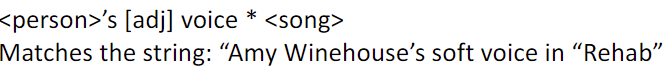 <person>’s [adj] voice * <song>
Matches the string: “Amy Winehouse’s soft voice in “Rehab”